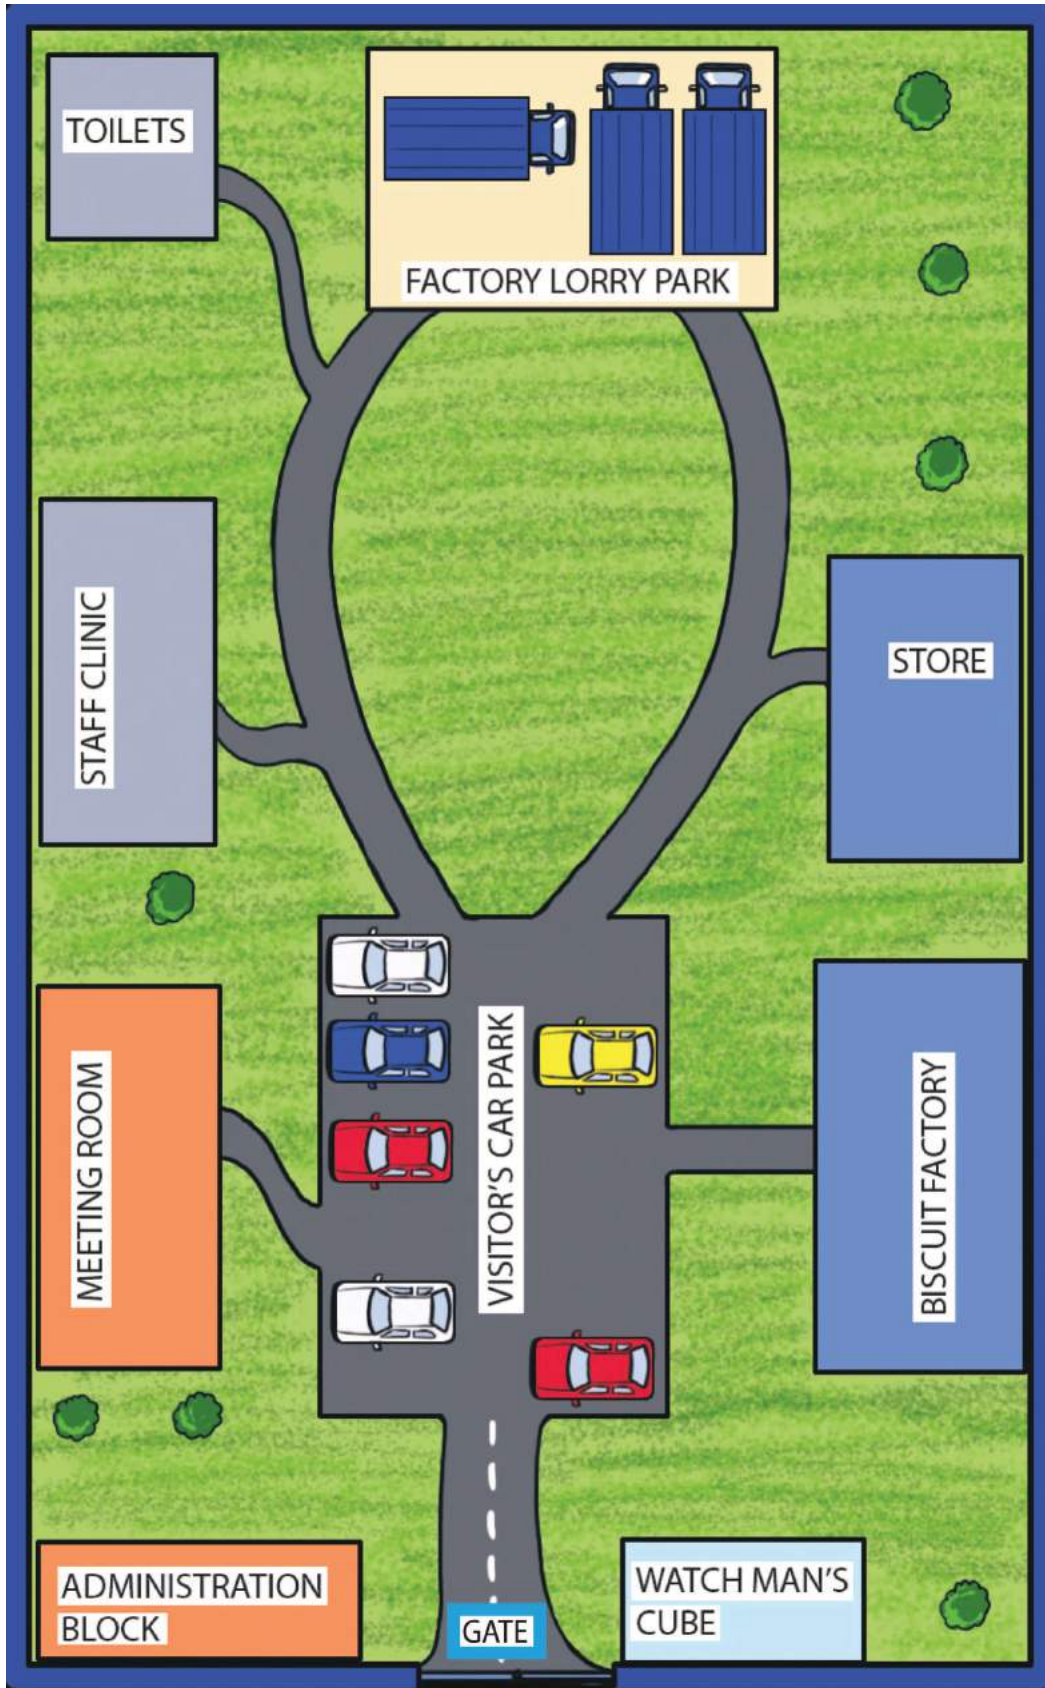 TOILETS
FACTORY LORRY PARK
STAFF CLINIC
STORE
MEETING ROOM
VISITOR'S CAR PARK
BISCUIT FACTORY
ADMINISTRATION
BLOCK
GATE
WATCH MAN'S
CUBE